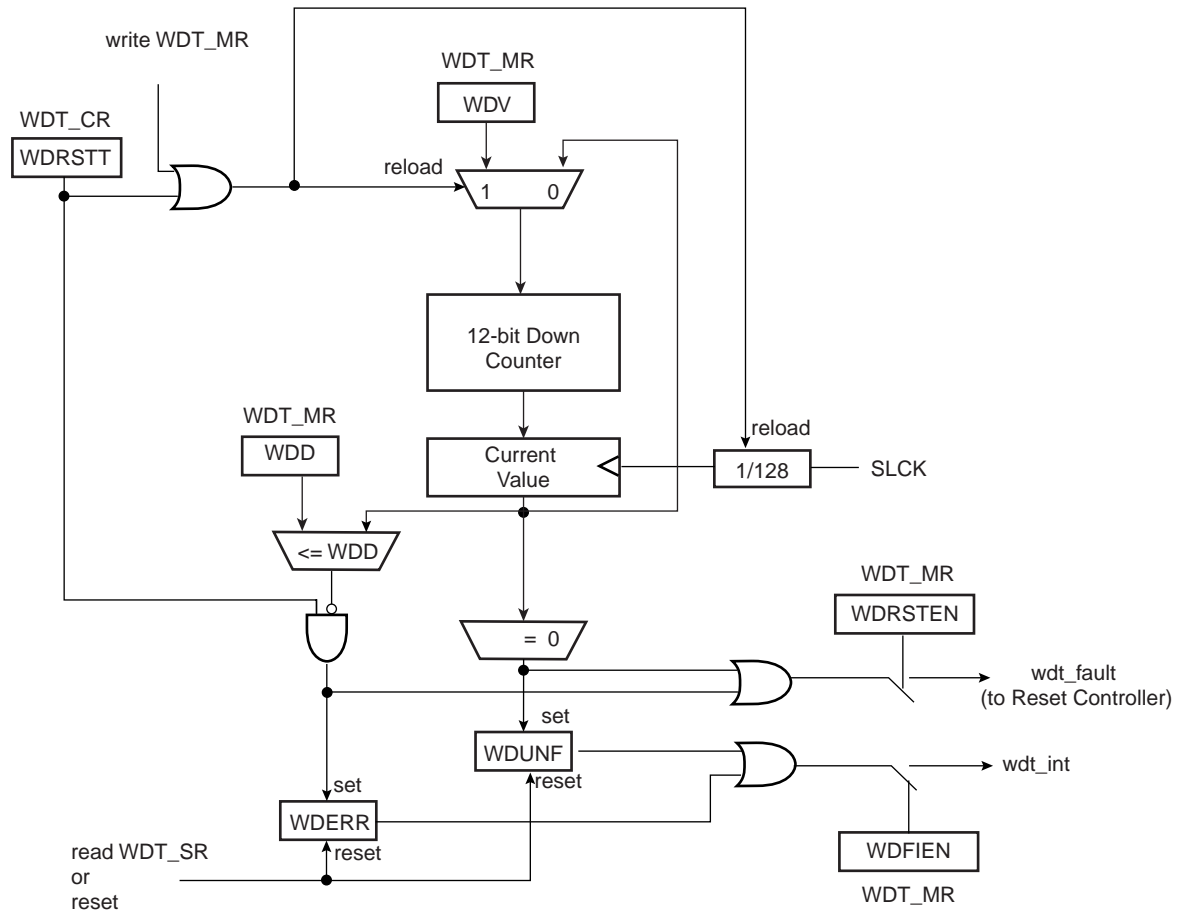 write WDT_MR
WDT_MR
WDV
WDT_CR
WDRSTT
reload
1 0
12-bit Down
Counter
WDT_MR
WDD
reload
Current
Value
1/128
SLCK
<= WDD
WDT_MR
WDRSTEN
= 0
wdt_fault
(to Reset Controller)
set
WDUNF
reset
wdt_int
set
WDERR
reset
WDFIEN
read WDT_SR
or
reset
WDT_MR